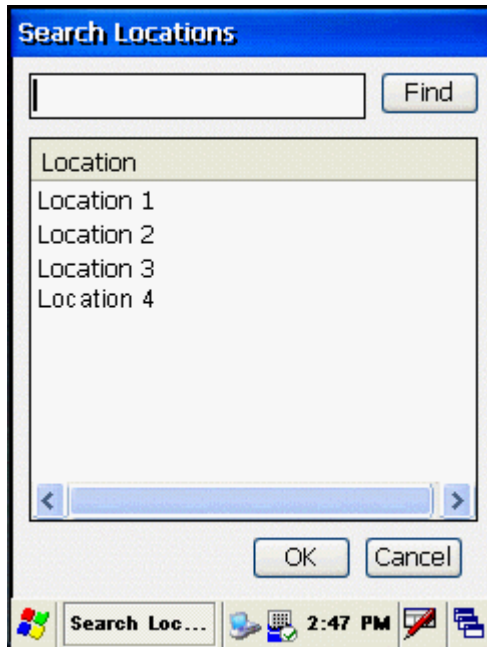 Search Locations
Find
Location
Location 1
Location 2
Location 3
Location 4
OK Cancel
Search Loc... 2:47 PM